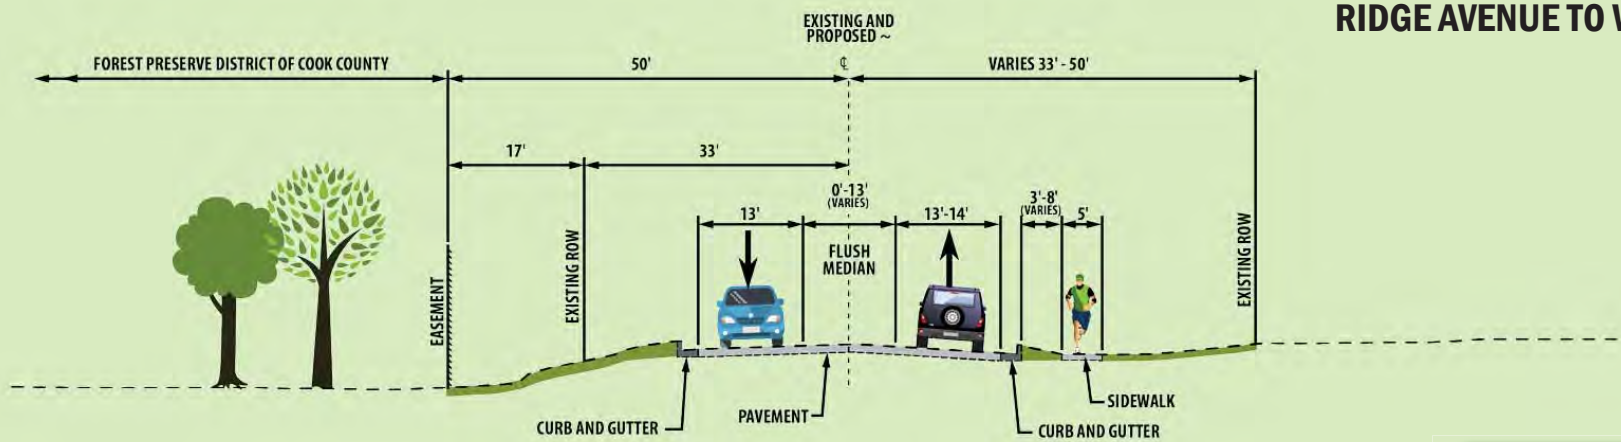 RIDGE AVENUE TO
EXISTING AND
PROPOSED ~
℄
FOREST PRESERVE DISTRICT OF COOK COUNTY
50'
VARIES 33' - 50'
17'
33'
13'
0'-13'
(VARIES)
13'-14'
3'-8'
(VARIES)
5'
FLUSH
MEDIAN
EASEMENT
EXISTING ROW
EXISTING ROW
CURB AND GUTTER
PAVEMENT
SIDEWALK
CURB AND GUTTER